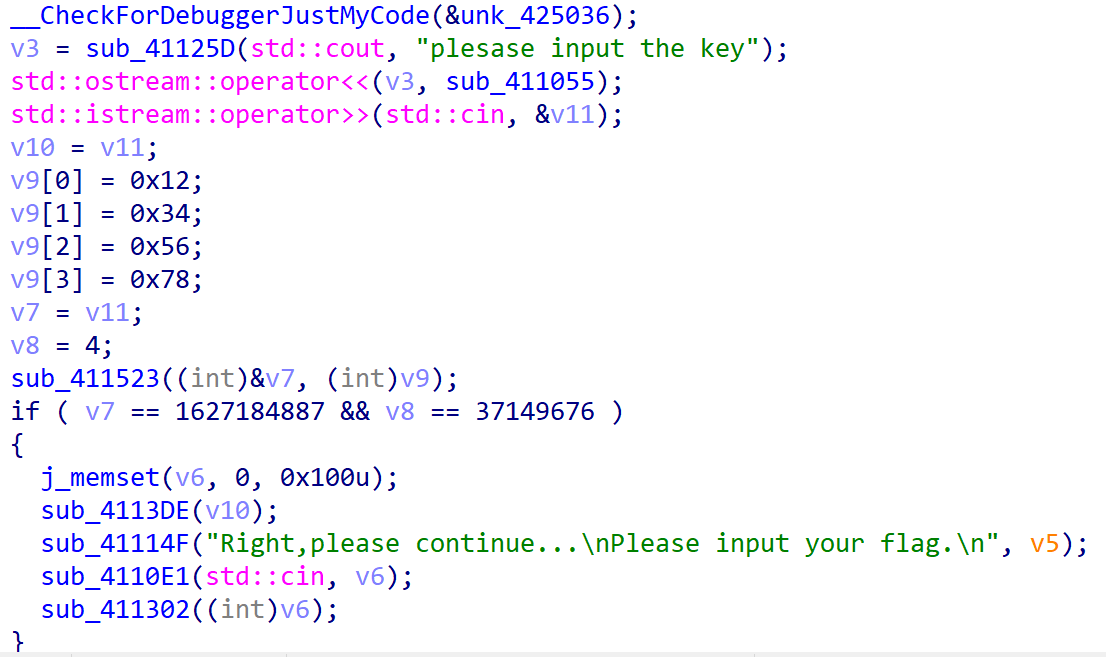 __CheckForDebuggerJustMyCode(&unk_425036);
v3 = sub_41125D(std::cout, "plesase input the key");
std::ostream::operator<<(v3, sub_411055);
std::istream::operator>>(std::cin, &v11);
v10 = v11;
v9[0] = 0x12;
v9[1] = 0x34;
v9[2] = 0x56;
v9[3] = 0x78;
v7 = v11;
v8 = 4;
sub_411523((int)&v7, (int)v9);
if ( v7 == 1627184887 && v8 == 37149676 )
{
  j_memset(v6, 0, 0x100u);
  sub_4113DE(v10);
  sub_41114F("Right,please continue...\nPlease input your flag.\n", v5);
  sub_4110E1(std::cin, v6);
  sub_411302((int)v6);
}